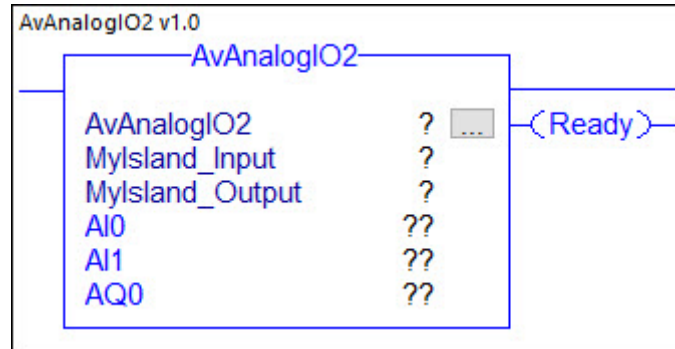 AvAnalogIO2 v1.0
AvAnalogIO2
AvAnalogIO2 ? ... (Ready)
MyIsland_Input ?
MyIsland_Output ?
AI0 ??
AI1 ??
AQ0 ??